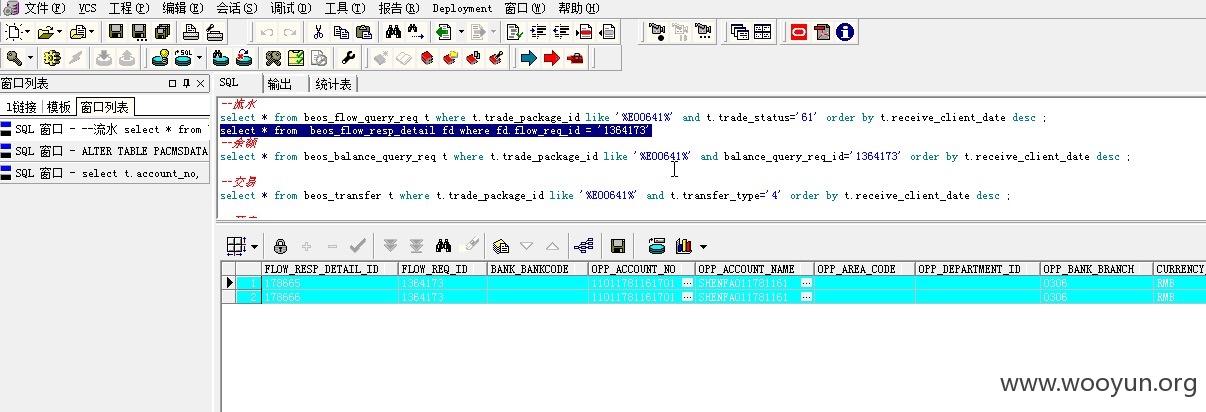 文件(F) VCS 工程(P) 编辑(E) 会话(S) 调试(D) 工具(T) 报告(R) Deployment 窗口(W) 帮助(H)
窗口列表
1链接 模板 窗口列表
SQL 窗口 - --流水 select * from
SQL 窗口 - ALTER TABLE PACMSDATA
SQL 窗口 - select t.account_no,
SQL 输出 统计表
--流水
select * from beos_flow_query_req t where t.trade_package_id like '%E00641%' and t.trade_status='61' order by t.receive_client_date desc ;
select * from  beos_flow_resp_detail fd where fd.flow_req_id = '1364173'
--余额
select * from beos_balance_query_req t where t.trade_package_id like '%E00641%' and balance_query_req_id='1364173' order by t.receive_client_date desc ;
--交易
select * from beos_transfer t where t.trade_package_id like '%E00641%' and t.transfer_type='4' order by t.receive_client_date desc ;
FLOW_RESP_DETAIL_ID FLOW_REQ_ID BANK_BANKCODE OPP_ACCOUNT_NO OPP_ACCOUNT_NAME OPP_AREA_CODE OPP_DEPARTMENT_ID OPP_BANK_BRANCH CURRENCY
1 178665 1364173 11011781161701 ... SHENFA011781161 ... 0306 RMB
2 178666 1364173 11011781161701 ... SHENFA011781161 ... 0306 RMB
www.wooyun.org